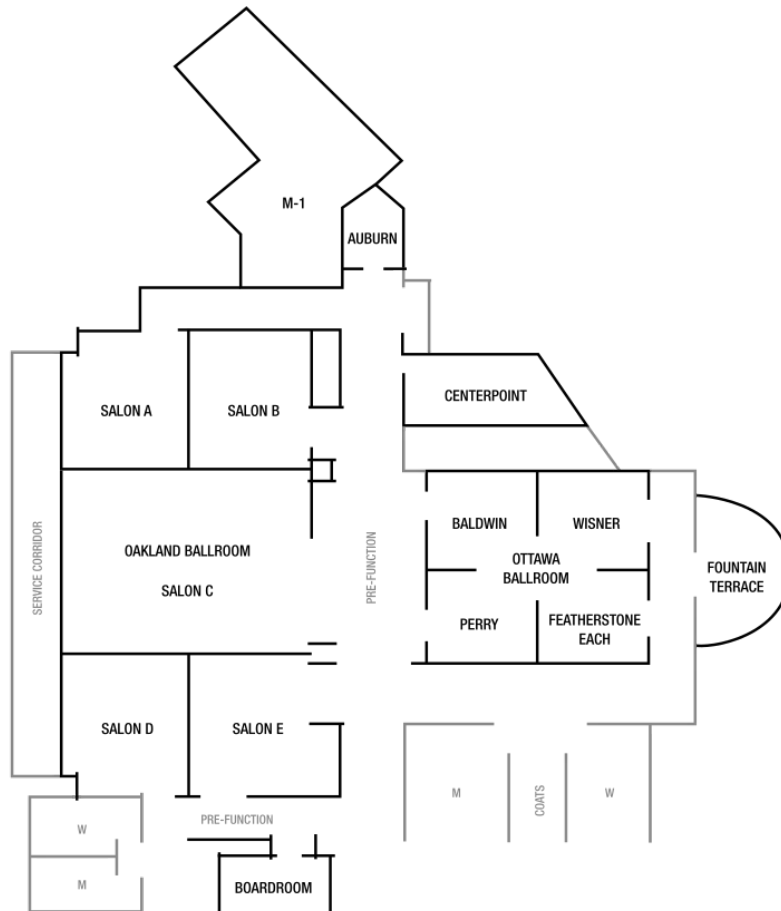 M-1
AUBURN
CENTERPOINT
SALON A
SALON B
SERVICE CORRIDOR
OAKLAND BALLROOM
SALON C
PRE-FUNCTION
BALDWIN
WISNER
OTTAWA
BALLROOM
PERRY
FEATHERSTONE
EACH
FOUNTAIN
TERRACE
SALON D
SALON E
M
COATS
W
PRE-FUNCTION
W
M
BOARDROOM